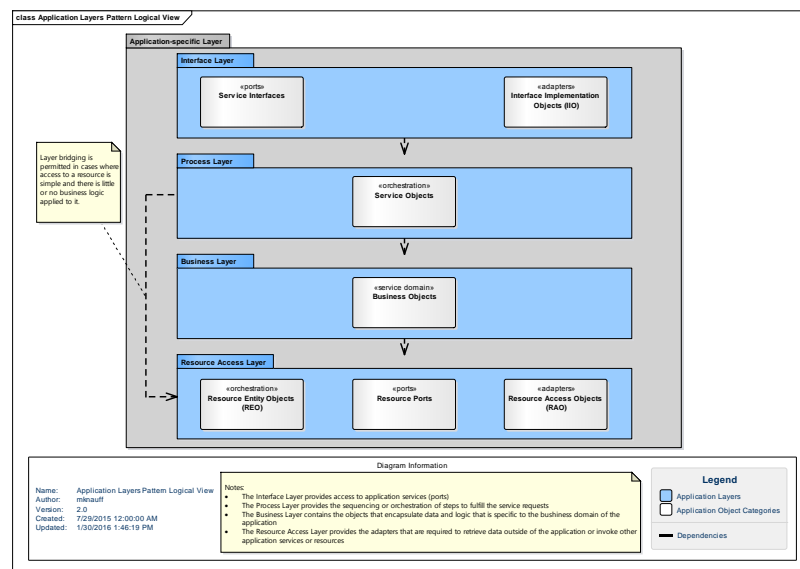 class Application Layers Pattern Logical View
Application-specific Layer
Interface Layer
«ports»
Service Interfaces
«adapters»
Interface Implementation
Objects (IIO)
Layer bridging is
permitted in cases where
access to a resource is
simple and there is little
or no business logic
applied to it.
Process Layer
«orchestration»
Service Objects
Business Layer
«service domain»
Business Objects
Resource Access Layer
«orchestration»
Resource Entity Objects
(REO)
«ports»
Resource Ports
«adapters»
Resource Access Objects
(RAO)
Diagram Information
Name: Application Layers Pattern Logical View
Author: mknauff
Version: 2.0
Created: 7/29/2015 12:00:00 AM
Updated: 1/30/2016 1:46:19 PM
Notes:
• The Interface Layer provides access to application services (ports)
• The Process Layer provides the sequencing or orchestration of steps to fulfill the service requests
• The Business Layer contains the objects that encapsulate data and logic that is specific to the bushiness domain of the
application
• The Resource Access Layer provides the adapters that are required to retrieve data outside of the application or invoke other
application services or resources
Legend
Application Layers
Application Object Categories
Dependencies